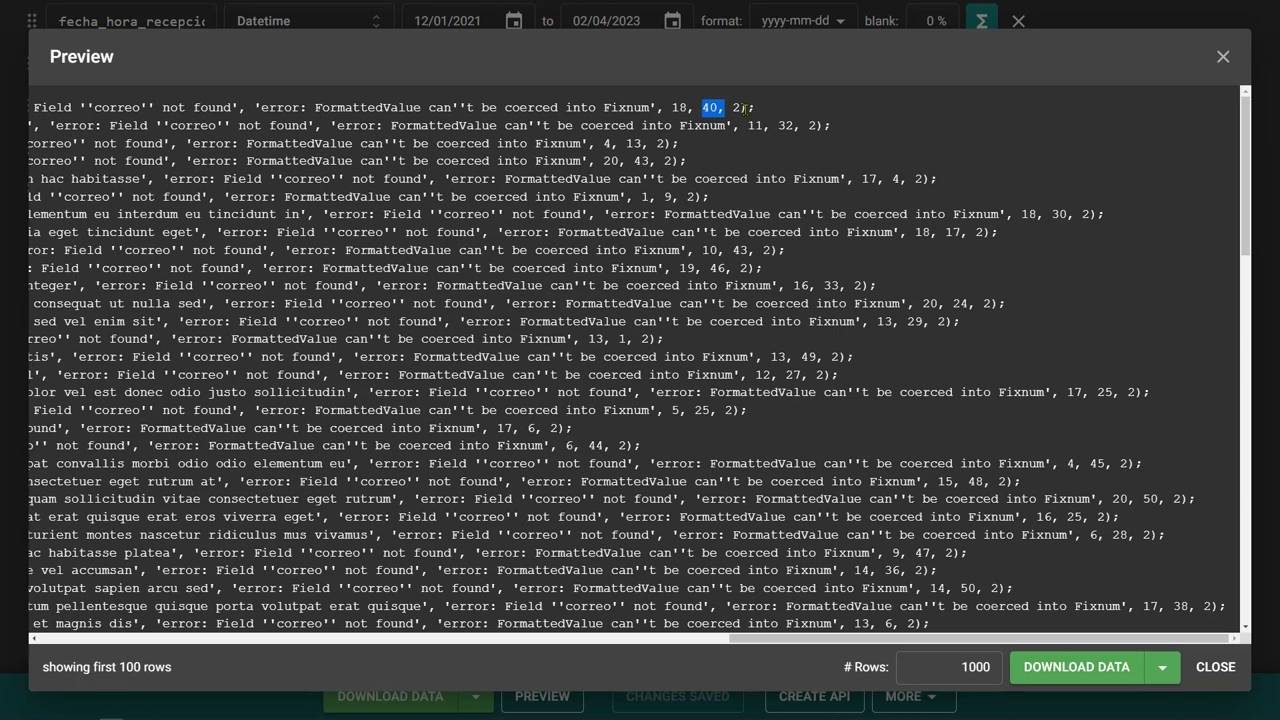 fecha_hora_recepcic Datetime 12/01/2021 to 02/04/2023 format: yyyy-mm-dd blank: 0 % Σ
Preview
Field ''correo'' not found', 'error: FormattedValue can''t be coerced into Fixnum', 18, 40, 2);
', 'error: Field ''correo'' not found', 'error: FormattedValue can''t be coerced into Fixnum', 11, 32, 2);
correo'' not found', 'error: FormattedValue can''t be coerced into Fixnum', 4, 13, 2);
correo'' not found', 'error: FormattedValue can''t be coerced into Fixnum', 20, 43, 2);
n hac habitasse', 'error: Field ''correo'' not found', 'error: FormattedValue can''t be coerced into Fixnum', 17, 4, 2);
ld ''correo'' not found', 'error: FormattedValue can''t be coerced into Fixnum', 1, 9, 2);
lementum eu interdum eu tincidunt in', 'error: Field ''correo'' not found', 'error: FormattedValue can''t be coerced into Fixnum', 18, 30, 2);
ia eget tincidunt eget', 'error: Field ''correo'' not found', 'error: FormattedValue can''t be coerced into Fixnum', 18, 17, 2);
ror: Field ''correo'' not found', 'error: FormattedValue can''t be coerced into Fixnum', 10, 43, 2);
: Field ''correo'' not found', 'error: FormattedValue can''t be coerced into Fixnum', 19, 46, 2);
nteger', 'error: Field ''correo'' not found', 'error: FormattedValue can''t be coerced into Fixnum', 16, 33, 2);
consequat ut nulla sed', 'error: Field ''correo'' not found', 'error: FormattedValue can''t be coerced into Fixnum', 20, 24, 2);
sed vel enim sit', 'error: Field ''correo'' not found', 'error: FormattedValue can''t be coerced into Fixnum', 13, 29, 2);
rreo'' not found', 'error: FormattedValue can''t be coerced into Fixnum', 13, 1, 2);
tis', 'error: Field ''correo'' not found', 'error: FormattedValue can''t be coerced into Fixnum', 13, 49, 2);
l', 'error: Field ''correo'' not found', 'error: FormattedValue can''t be coerced into Fixnum', 12, 27, 2);
olor vel est donec odio justo sollicitudin', 'error: Field ''correo'' not found', 'error: FormattedValue can''t be coerced into Fixnum', 17, 25, 2);
Field ''correo'' not found', 'error: FormattedValue can''t be coerced into Fixnum', 5, 25, 2);
ound', 'error: FormattedValue can''t be coerced into Fixnum', 17, 6, 2);
o'' not found', 'error: FormattedValue can''t be coerced into Fixnum', 6, 44, 2);
pat convallis morbi odio odio elementum eu', 'error: Field ''correo'' not found', 'error: FormattedValue can''t be coerced into Fixnum', 4, 45, 2);
nsectetuer eget rutrum at', 'error: Field ''correo'' not found', 'error: FormattedValue can''t be coerced into Fixnum', 15, 48, 2);
quam sollicitudin vitae consectetuer eget rutrum', 'error: Field ''correo'' not found', 'error: FormattedValue can''t be coerced into Fixnum', 20, 50, 2);
at erat quisque erat eros viverra eget', 'error: Field ''correo'' not found', 'error: FormattedValue can''t be coerced into Fixnum', 16, 25, 2);
turient montes nascetur ridiculus mus vivamus', 'error: Field ''correo'' not found', 'error: FormattedValue can''t be coerced into Fixnum', 6, 28, 2);
ac habitasse platea', 'error: Field ''correo'' not found', 'error: FormattedValue can''t be coerced into Fixnum', 9, 47, 2);
e vel accumsan', 'error: Field ''correo'' not found', 'error: FormattedValue can''t be coerced into Fixnum', 14, 36, 2);
volutpat sapien arcu sed', 'error: Field ''correo'' not found', 'error: FormattedValue can''t be coerced into Fixnum', 14, 50, 2);
tum pellentesque quisque porta volutpat erat quisque', 'error: Field ''correo'' not found', 'error: FormattedValue can''t be coerced into Fixnum', 17, 38, 2);
et magnis dis', 'error: Field ''correo'' not found', 'error: FormattedValue can''t be coerced into Fixnum', 13, 6, 2);
showing first 100 rows # Rows: 1000 DOWNLOAD DATA CLOSE
DOWNLOAD DATA PREVIEW CHANGES SAVED CREATE API MORE